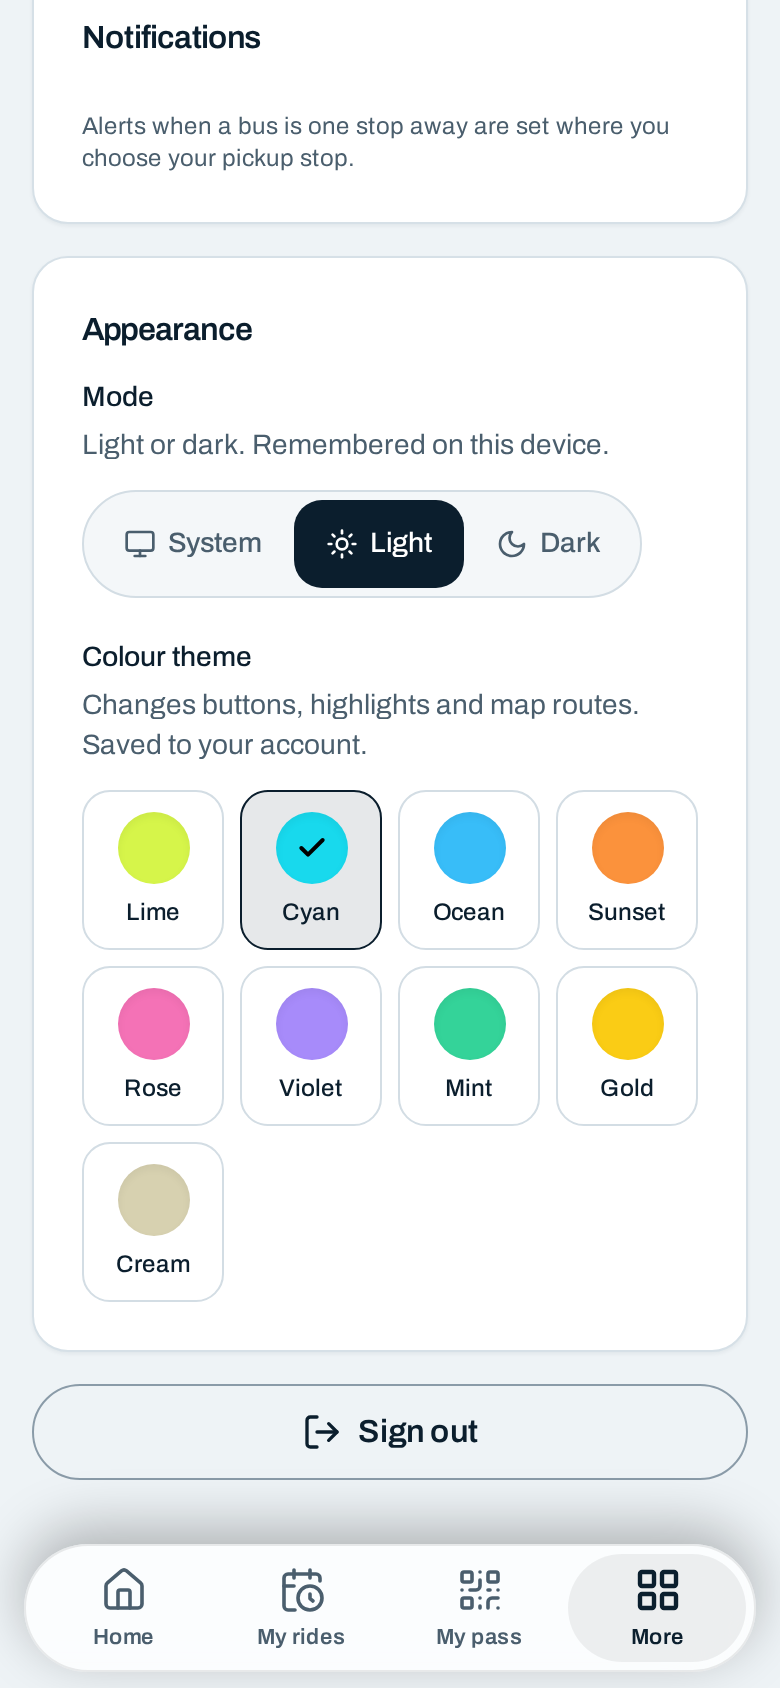 Notifications
Alerts when a bus is one stop away are set where you
choose your pickup stop.
Appearance
Mode
Light or dark. Remembered on this device.
System
Light
Dark
Colour theme
Changes buttons, highlights and map routes.
Saved to your account.
Lime
Cyan
Ocean
Sunset
Rose
Violet
Mint
Gold
Cream
Sign out
Home
My rides
My pass
More